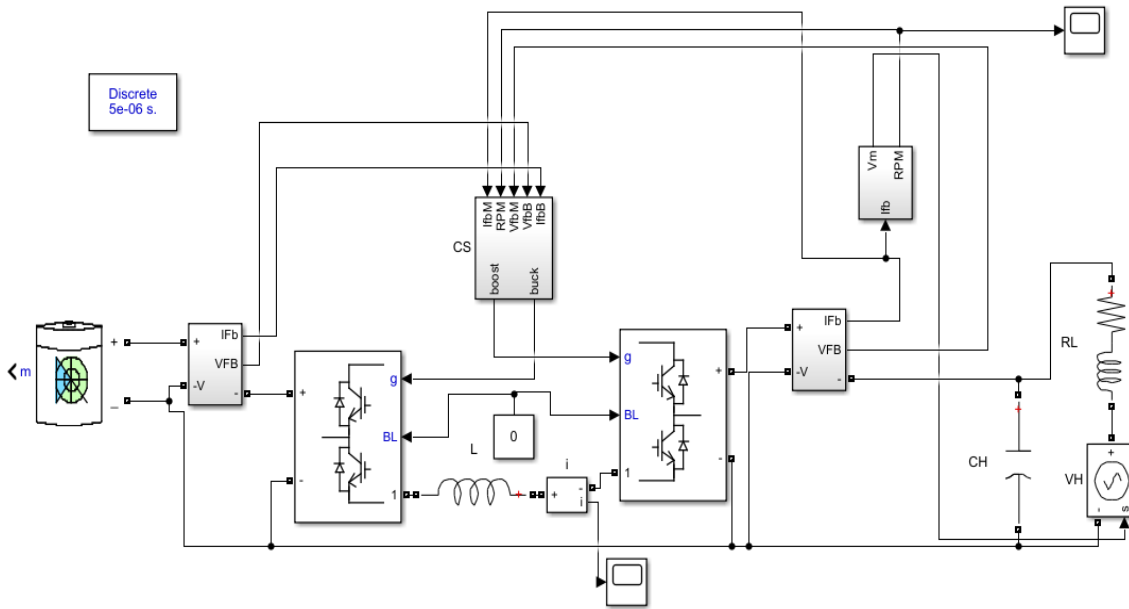 Discrete
5e-06 s.
IfbM
RPM
VfbM
VfbB
IfbB
CS
boost
buck
Vm
RPM
Ifb
m
+
_
+
-V
IFb
VFB
-
+
-
g
BL
1
L
0
+
i
+
-
i
g
BL
1
+
-
+
-V
IFb
VFB
-
+
RL
+
CH
+
VH
+
-
s